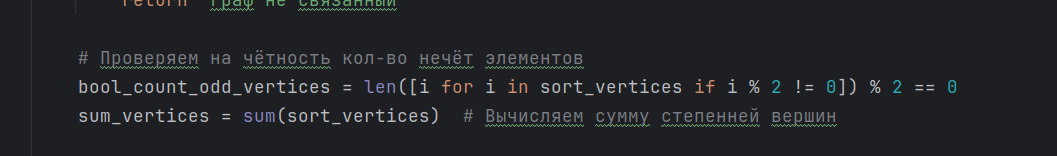 return "Граф не связанный
# Проверяем на чётность кол-во нечёт элементов
bool_count_odd_vertices = len([i for i in sort_vertices if i % 2 != 0]) % 2 == 0
sum_vertices = sum(sort_vertices)  # Вычисляем сумму степенней вершин